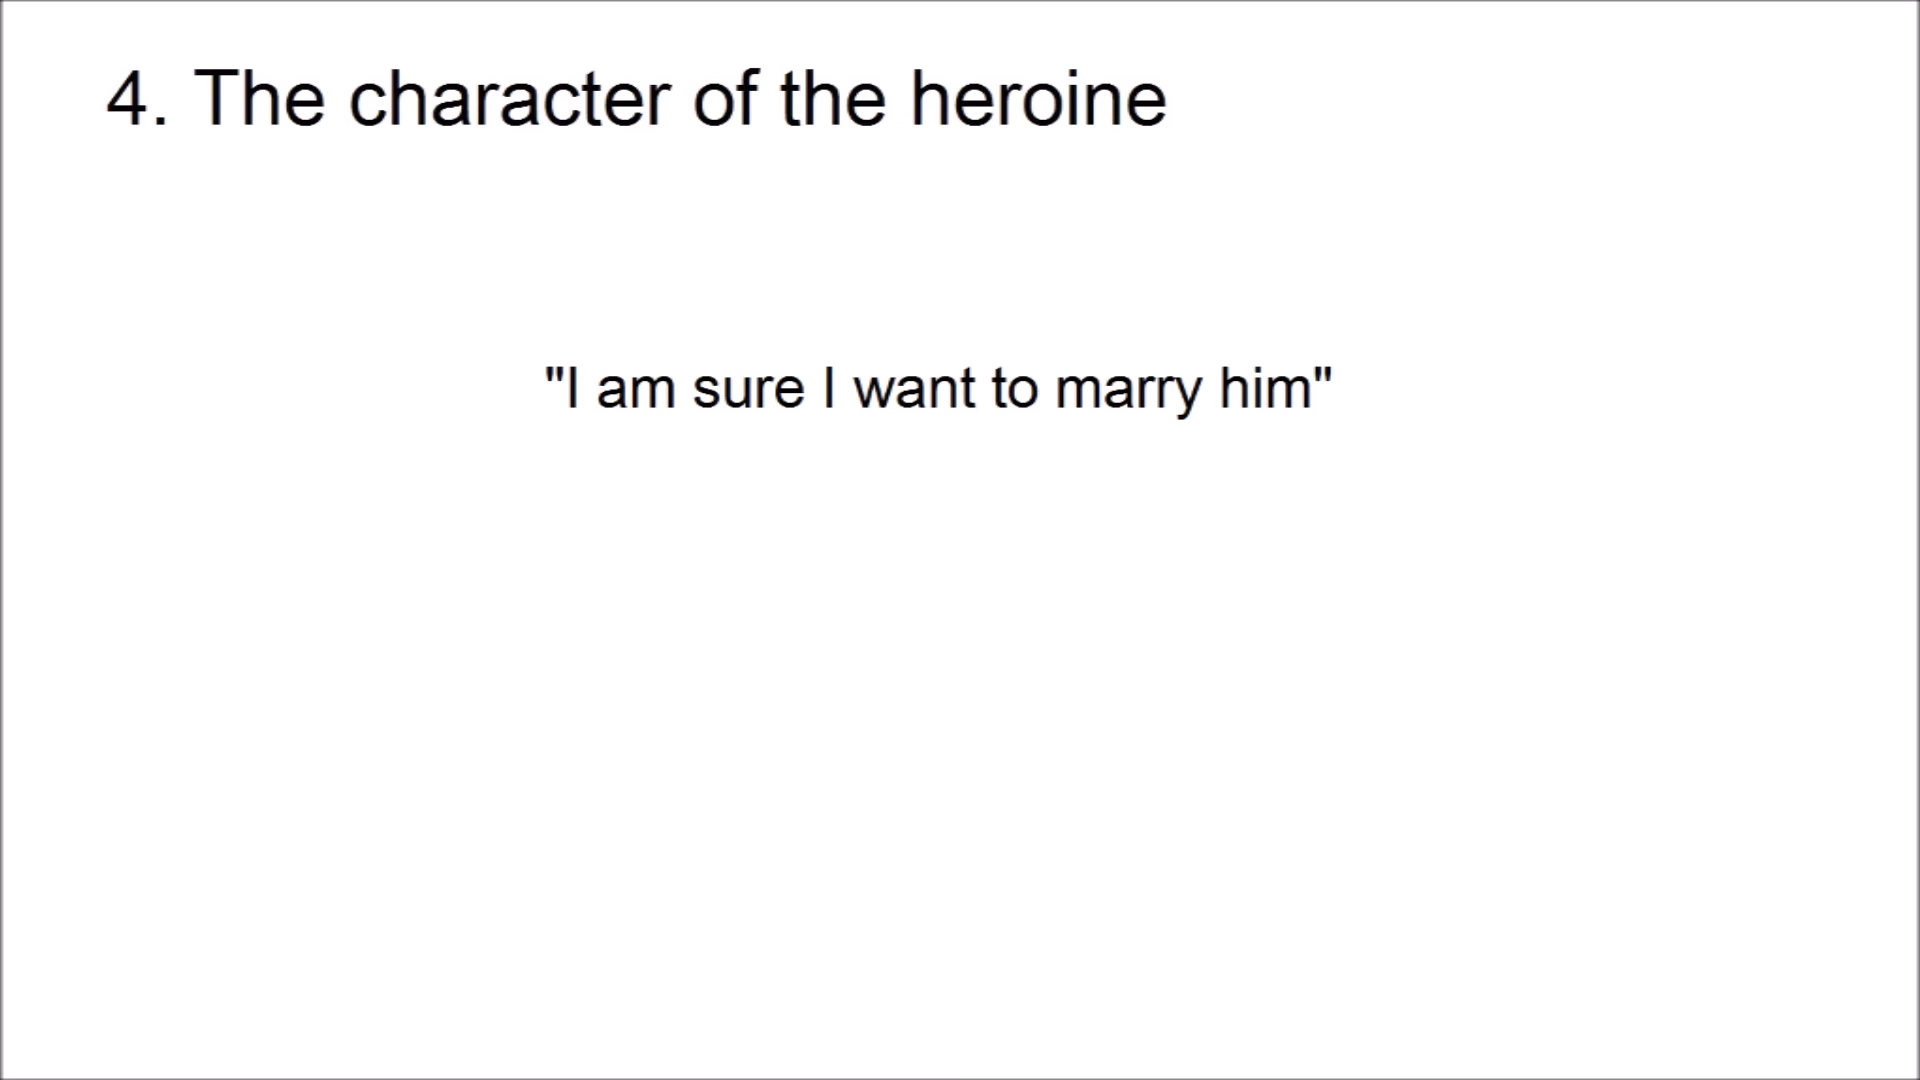 4. The character of the heroine
"I am sure I want to marry him"